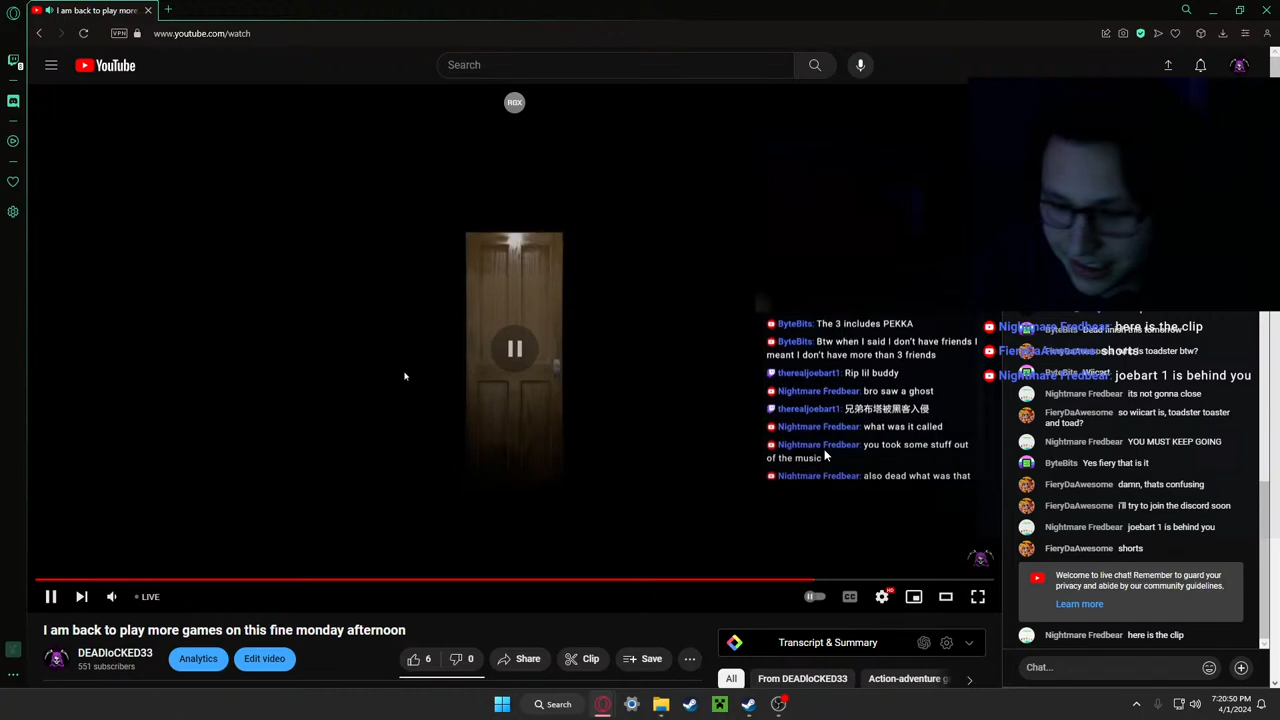 I am back to play more
VPN
www.youtube.com/watch
YouTube
Search
RGX
ByteBits: The 3 includes PEKKA
ByteBits: Btw when I said I don't have friends I
meant I don't have more than 3 friends
therealjoebart1: Rip lil buddy
Nightmare Fredbear: bro saw a ghost
therealjoebart1: 兄弟布塔被黑客入侵
Nightmare Fredbear: what was it called
Nightmare Fredbear: you took some stuff out
of the music
Nightmare Fredbear: also dead what was that
Nightmare Fredbear: here is the clip
shorts
Nightmare Fredbear: joebart 1 is behind you
ByteBits Wiicart
Nightmare Fredbear its not gonna close
FieryDaAwesome so wiicart is, toadster toaster
and toad?
Nightmare Fredbear YOU MUST KEEP GOING
ByteBits Yes fiery that is it
FieryDaAwesome damn, thats confusing
FieryDaAwesome i'll try to join the discord soon
Nightmare Fredbear joebart 1 is behind you
FieryDaAwesome shorts
Welcome to live chat! Remember to guard your
privacy and abide by our community guidelines.
Learn more
Nightmare Fredbear here is the clip
Chat...
LIVE
CC
HD
I am back to play more games on this fine monday afternoon
DEADloCKED33
551 subscribers
Analytics
Edit video
6
0
Share
Clip
Save
Transcript & Summary
All
From DEADloCKED33
Action-adventure g
Search
7:20:50 PM
4/1/2024